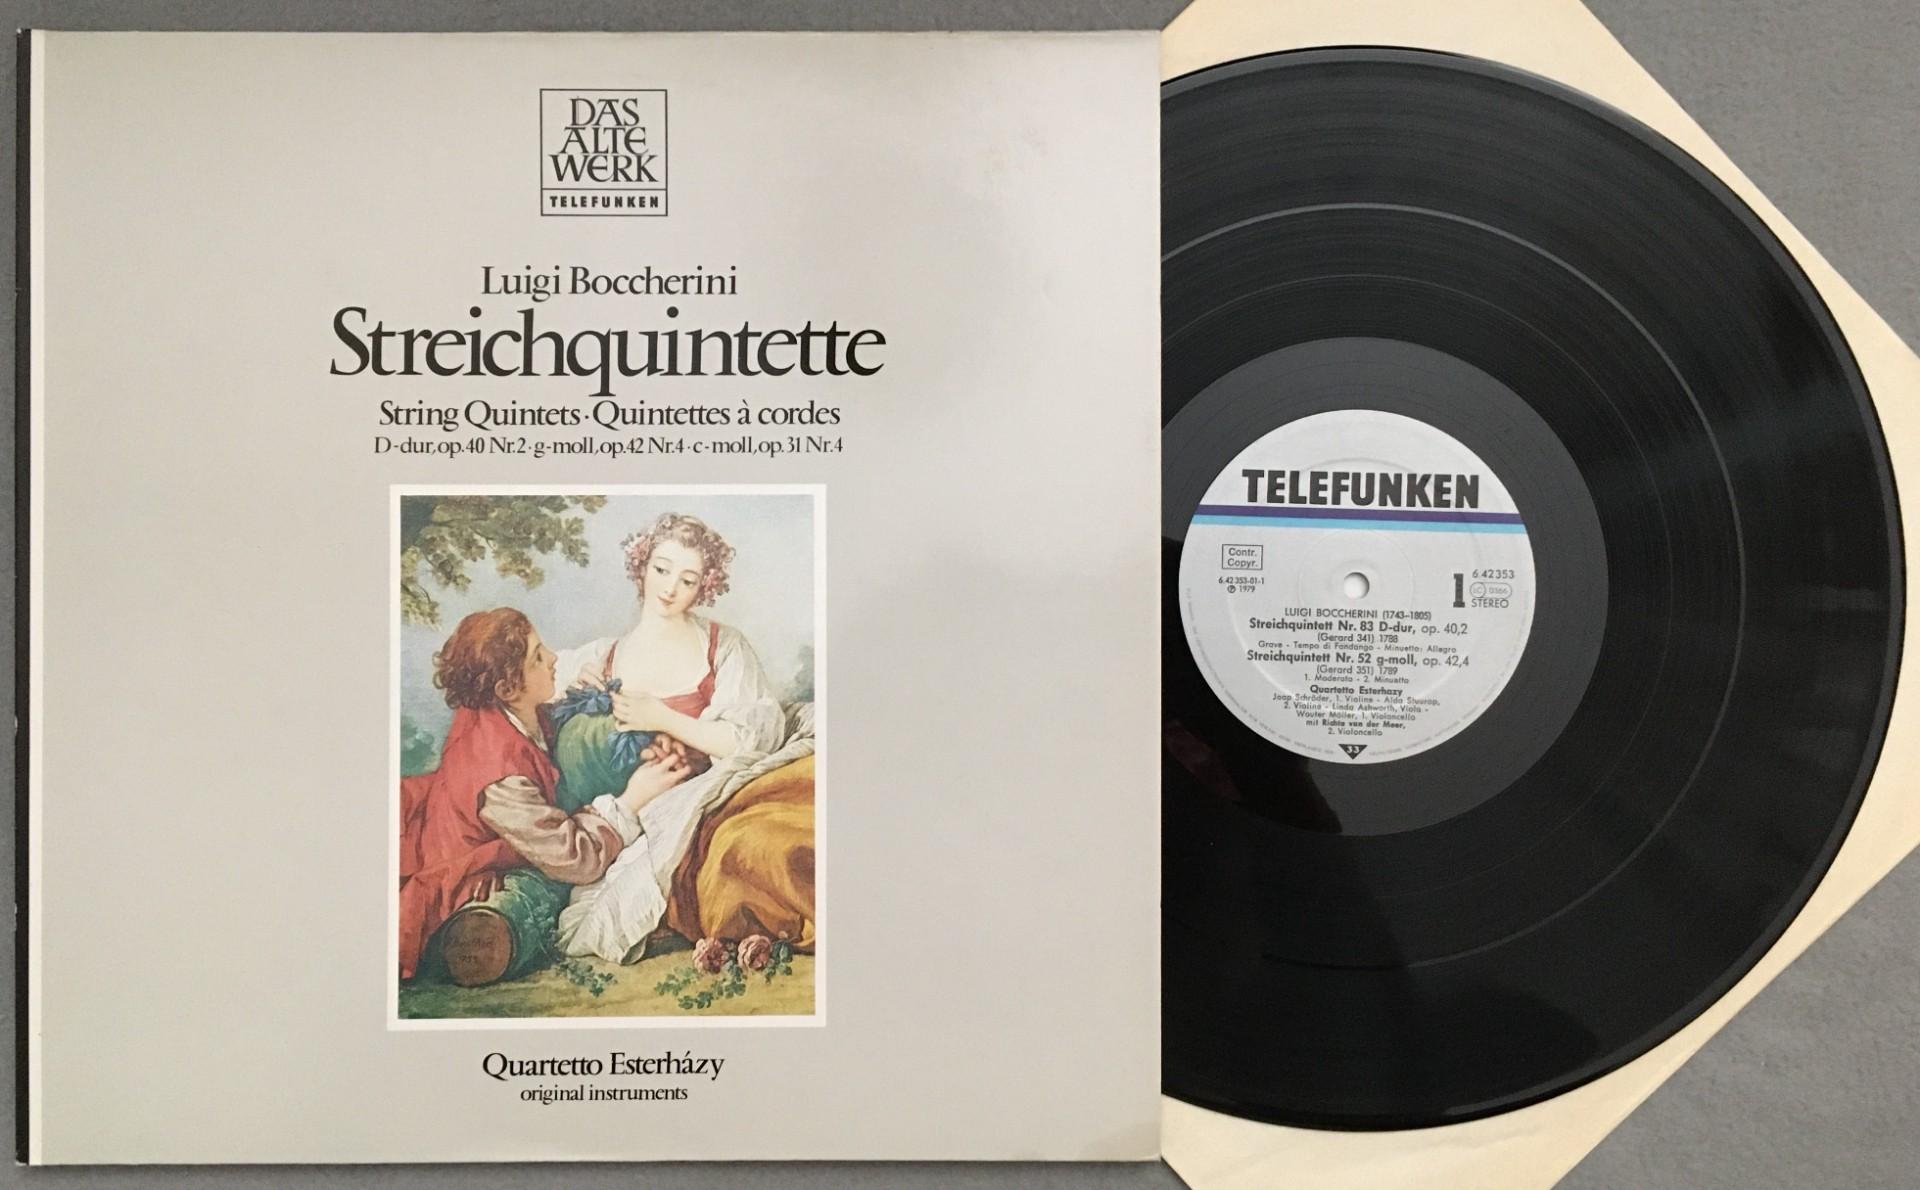 DAS
ALTE
WERK
TELEFUNKEN
Luigi Boccherini
Streichquintette
String Quintets · Quintettes à cordes
D-dur, op. 40 Nr. 2 · g-moll, op. 42 Nr. 4 · c-moll, op. 31 Nr. 4
Quartetto Esterházy
original instruments
TELEFUNKEN
Contr.
Copyr.
6.42353-01-1
℗ 1979
1
6.42353
LC 0366
STEREO
LUIGI BOCCHERINI (1743–1805)
Streichquintett Nr. 83 D-dur, op. 40,2
(Gerard 341) 1788
Grave - Tempo di Fandango - Minuetto: Allegro
Streichquintett Nr. 52 g-moll, op. 42,4
(Gerard 351) 1789
1. Moderato - 2. Minuetto
Quartetto Esterhazy
Jaap Schröder, 1. Violine - Alda Stuurop,
2. Violine - Linda Ashworth, Viola -
Wouter Möller, 1. Violoncello
mit Richte van der Meer,
2. Violoncello
33